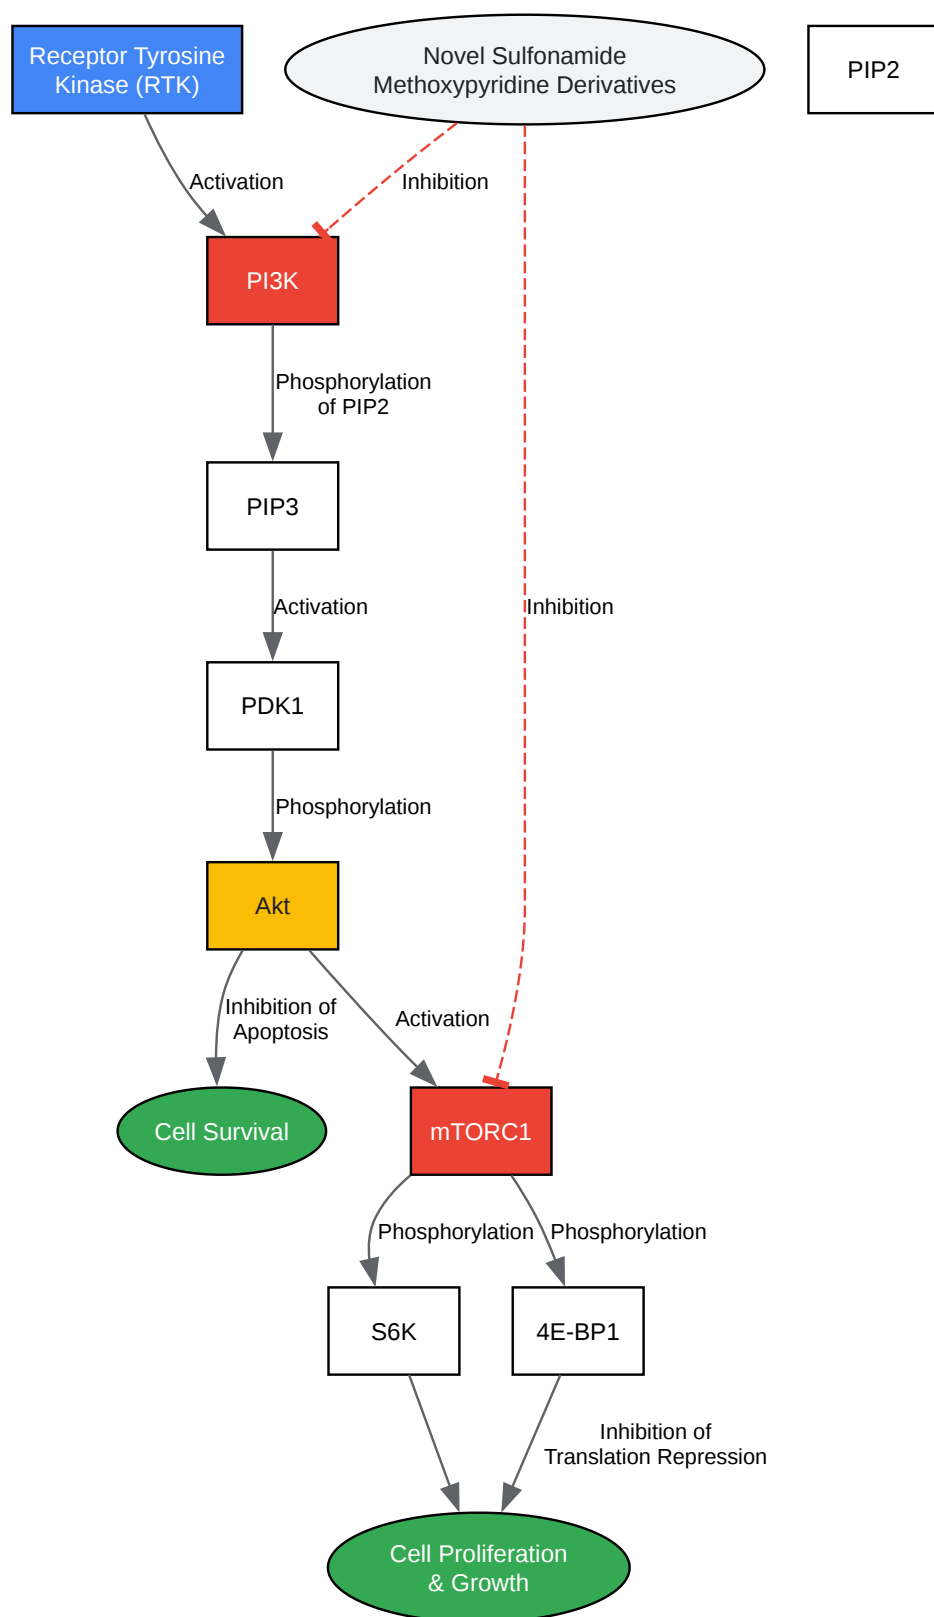 Receptor Tyrosine
Kinase (RTK)
Novel Sulfonamide
Methoxypyridine Derivatives
PIP2
Activation
Inhibition
PI3K
Phosphorylation
of PIP2
PIP3
Activation
Inhibition
PDK1
Phosphorylation
Akt
Inhibition of
Apoptosis
Activation
Cell Survival
mTORC1
Phosphorylation
Phosphorylation
S6K
4E-BP1
Inhibition of
Translation Repression
Cell Proliferation
& Growth